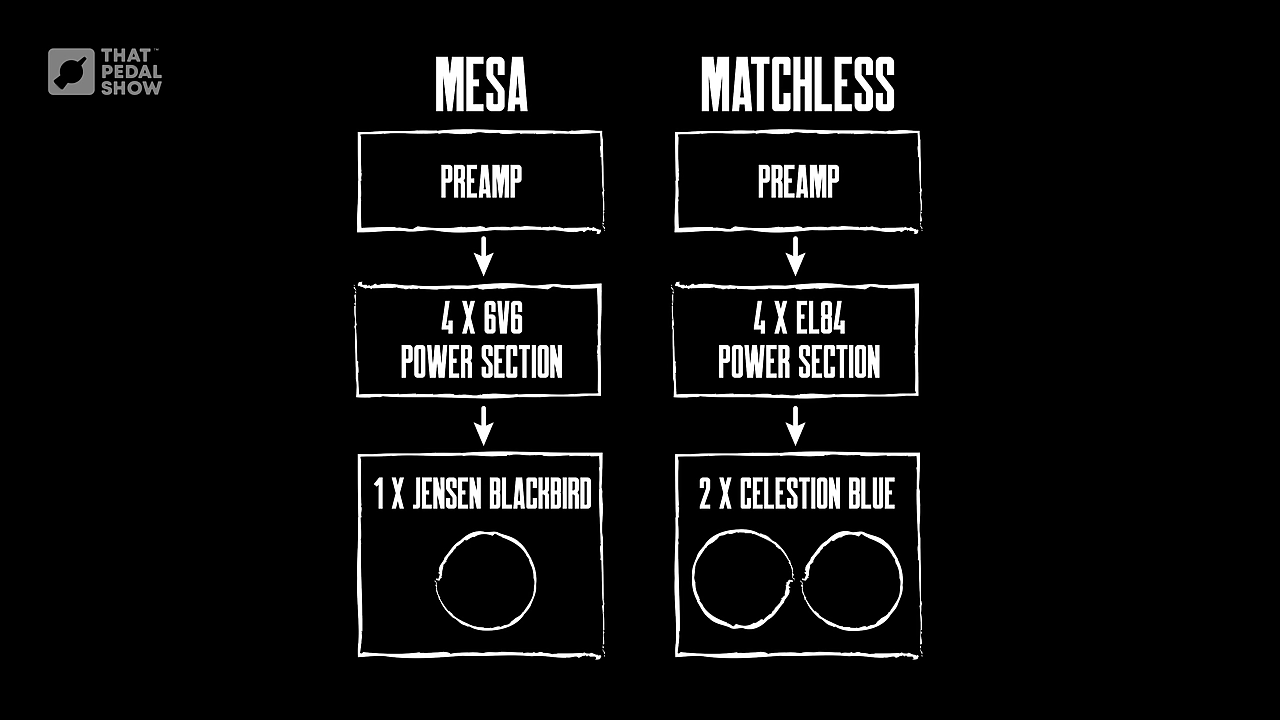 THAT™
PEDAL
SHOW
MESA
PREAMP
4 X 6V6
POWER SECTION
1 X JENSEN BLACKBIRD
MATCHLESS
PREAMP
4 X EL84
POWER SECTION
2 X CELESTION BLUE